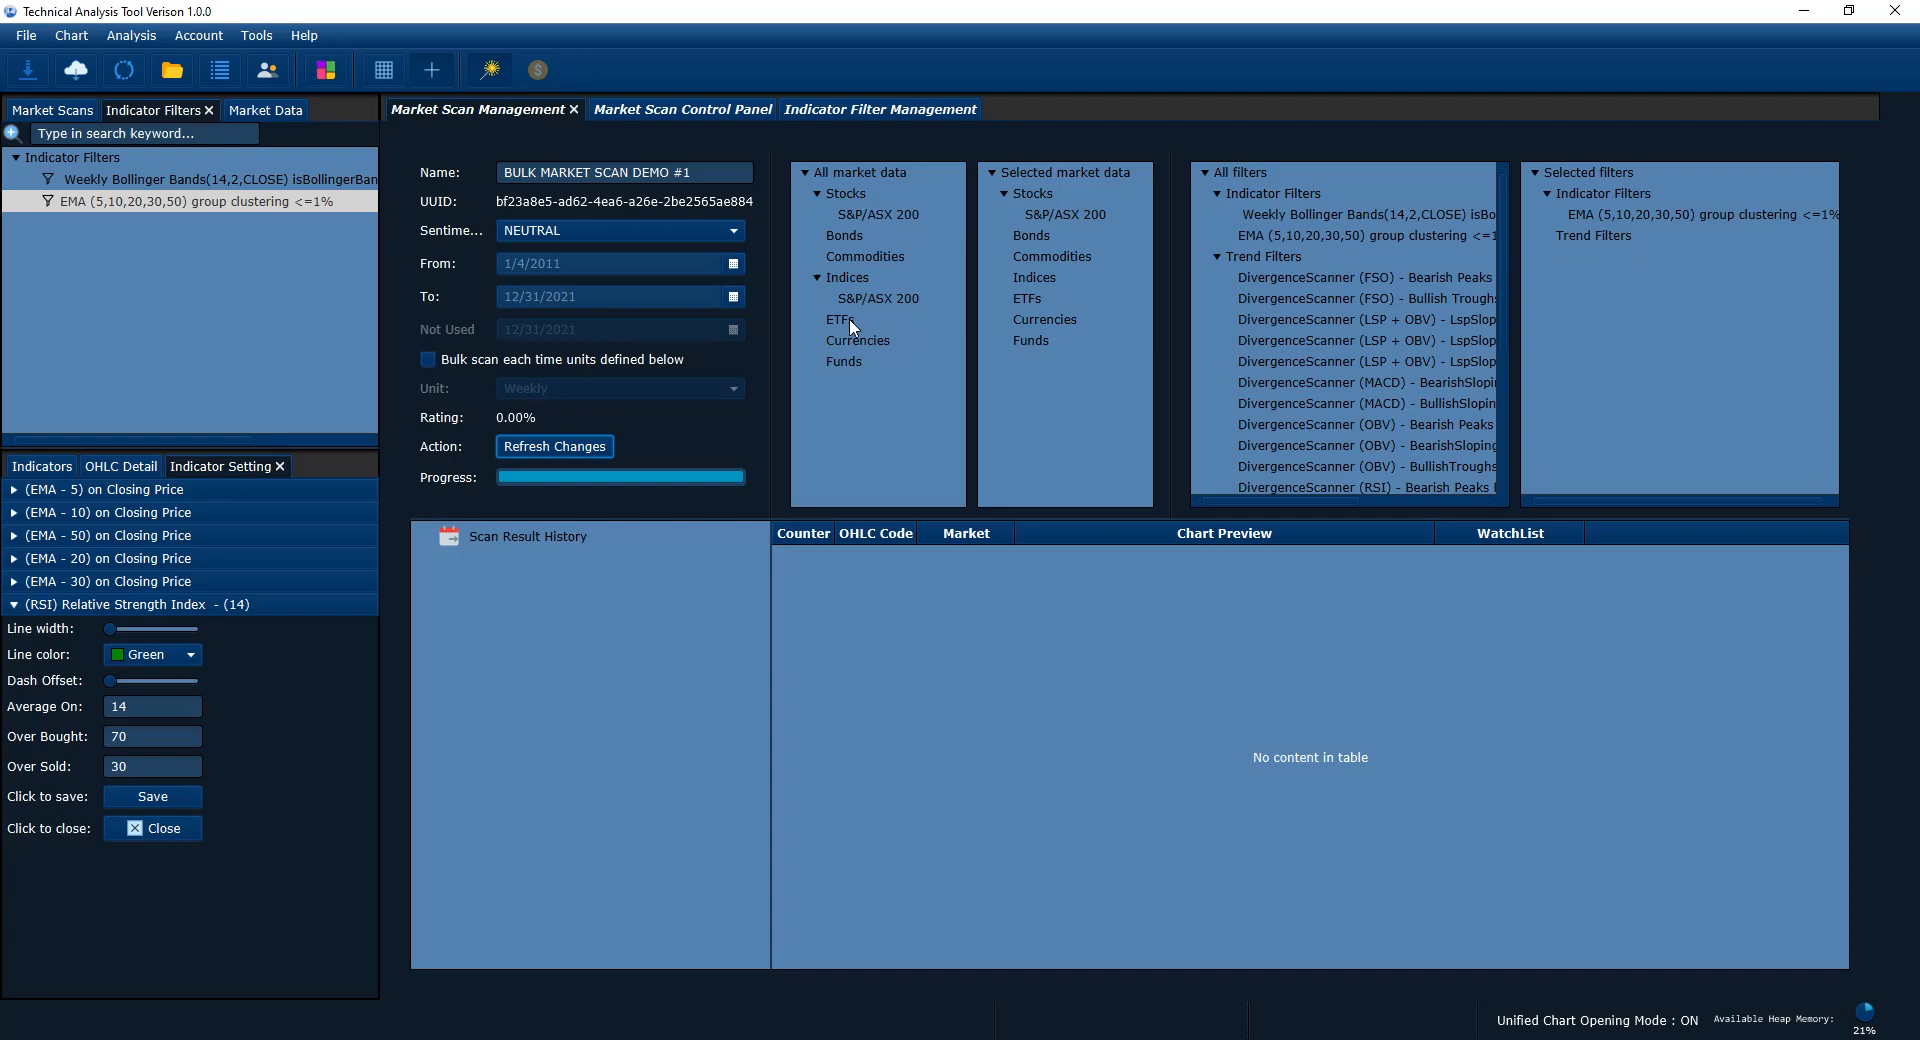 Technical Analysis Tool Verison 1.0.0
File Chart Analysis Account Tools Help
Market Scans Indicator Filters Market Data
Type in search keyword...
Indicator Filters
Weekly Bollinger Bands(14,2,CLOSE) isBollingerBan
EMA (5,10,20,30,50) group clustering <=1%
Indicators OHLC Detail Indicator Setting
(EMA - 5) on Closing Price
(EMA - 10) on Closing Price
(EMA - 50) on Closing Price
(EMA - 20) on Closing Price
(EMA - 30) on Closing Price
(RSI) Relative Strength Index - (14)
Line width:
Line color: Green
Dash Offset:
Average On: 14
Over Bought: 70
Over Sold: 30
Click to save: Save
Click to close: Close
Market Scan Management Market Scan Control Panel Indicator Filter Management
Name: BULK MARKET SCAN DEMO #1
UUID: bf23a8e5-ad62-4ea6-a26e-2be2565ae884
Sentime... NEUTRAL
From: 1/4/2011
To: 12/31/2021
Not Used 12/31/2021
Bulk scan each time units defined below
Unit: Weekly
Rating: 0.00%
Action: Refresh Changes
Progress:
All market data
Stocks
S&P/ASX 200
Bonds
Commodities
Indices
S&P/ASX 200
ETFs
Currencies
Funds
Selected market data
Stocks
S&P/ASX 200
Bonds
Commodities
Indices
ETFs
Currencies
Funds
All filters
Indicator Filters
Weekly Bollinger Bands(14,2,CLOSE) isBo
EMA (5,10,20,30,50) group clustering <=1
Trend Filters
DivergenceScanner (FSO) - Bearish Peaks
DivergenceScanner (FSO) - Bullish Troughs
DivergenceScanner (LSP + OBV) - LspSlop
DivergenceScanner (LSP + OBV) - LspSlop
DivergenceScanner (LSP + OBV) - LspSlop
DivergenceScanner (MACD) - BearishSlopi
DivergenceScanner (MACD) - BullishSlopin
DivergenceScanner (OBV) - Bearish Peaks
DivergenceScanner (OBV) - BearishSloping
DivergenceScanner (OBV) - BullishTroughs
DivergenceScanner (RSI) - Bearish Peaks
Selected filters
Indicator Filters
EMA (5,10,20,30,50) group clustering <=1%
Trend Filters
Scan Result History
Counter OHLC Code Market Chart Preview WatchList
No content in table
Unified Chart Opening Mode : ON Available Heap Memory: 21%